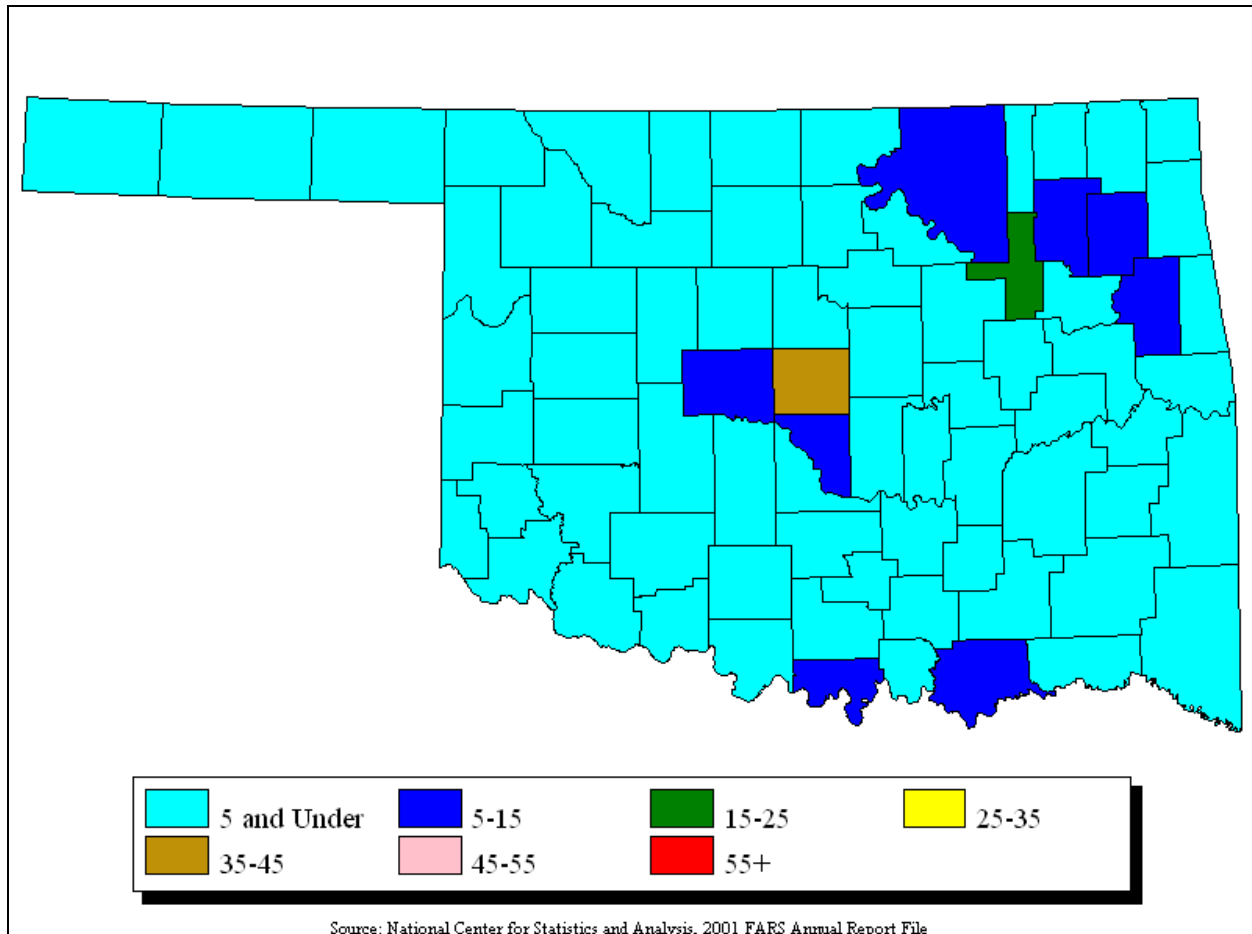 5 and Under 5-15 15-25 25-35
35-45 45-55 55+
Source: National Center for Statistics and Analysis, 2001 FARS Annual Report File